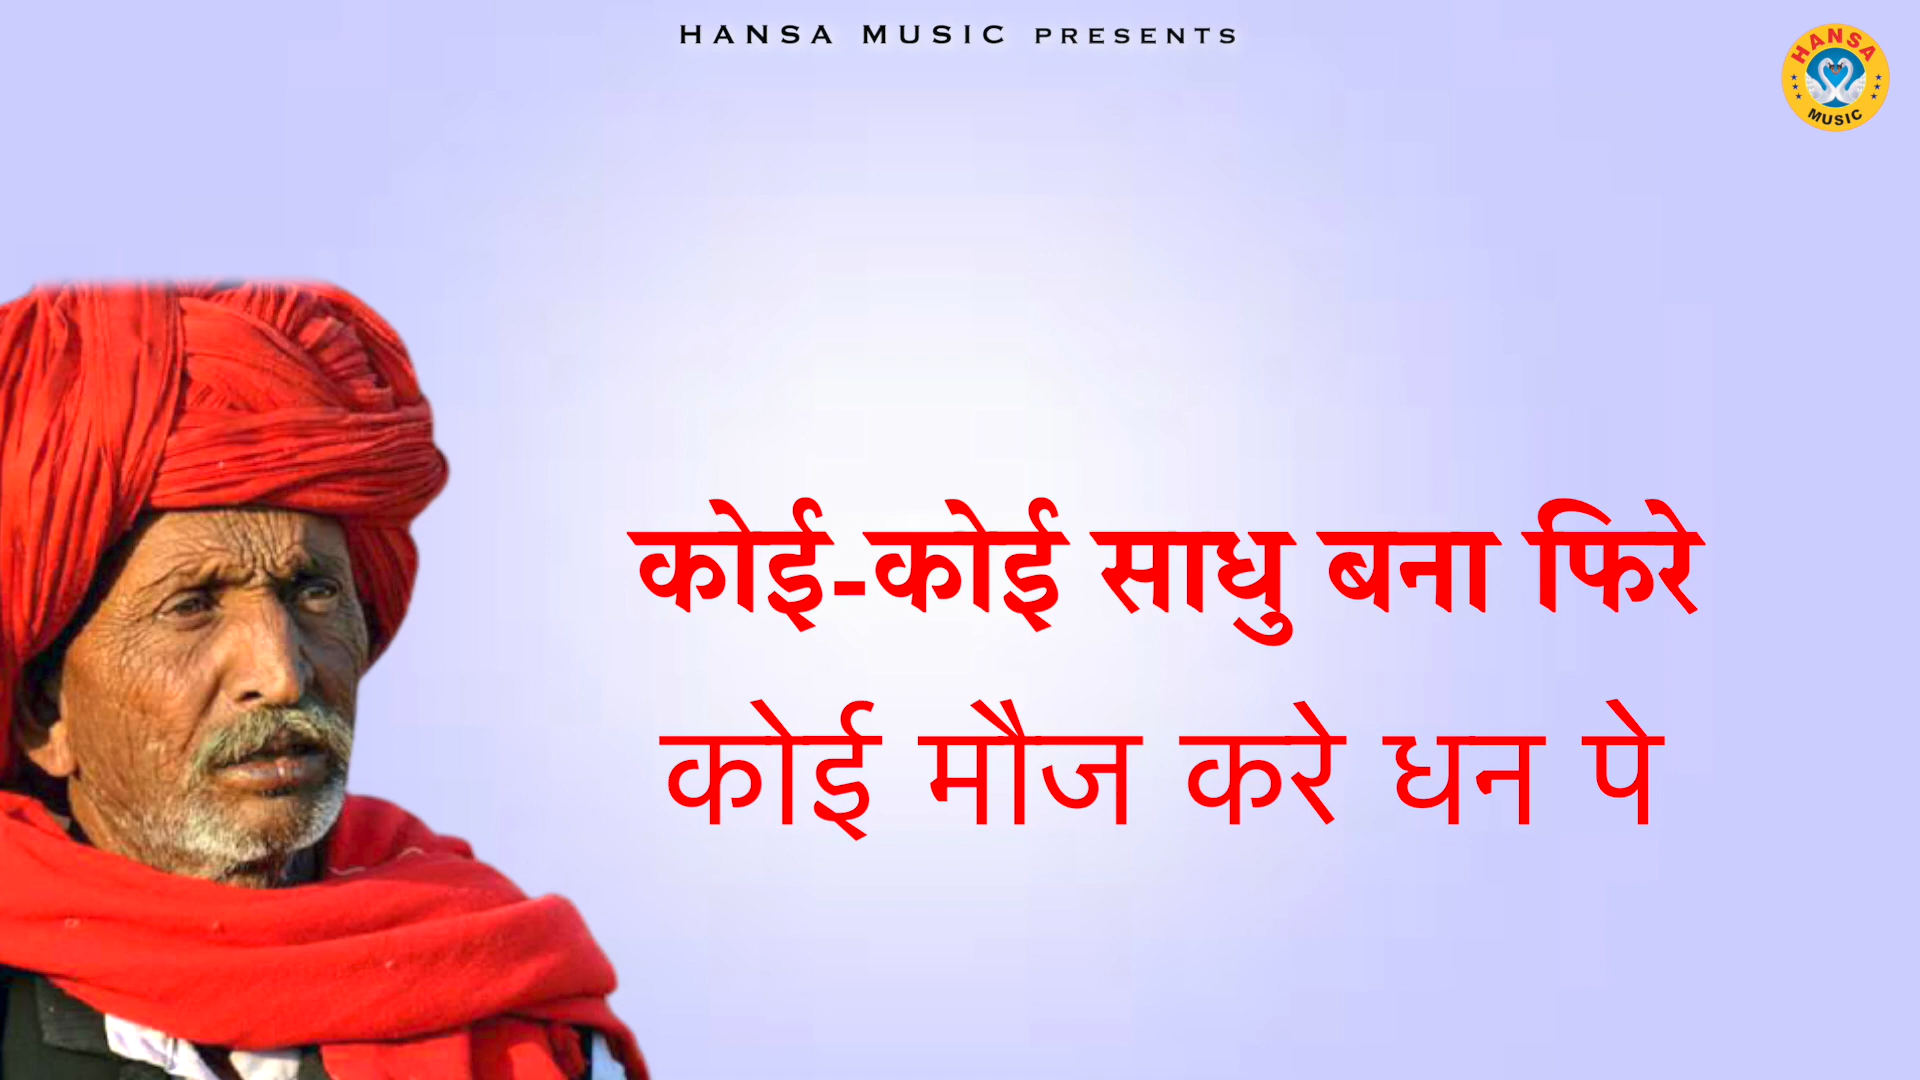 HANSA MUSIC PRESENTS
HANSA
MUSIC
कोई-कोई साधु बना फिरे
कोई मौज करे धन पे